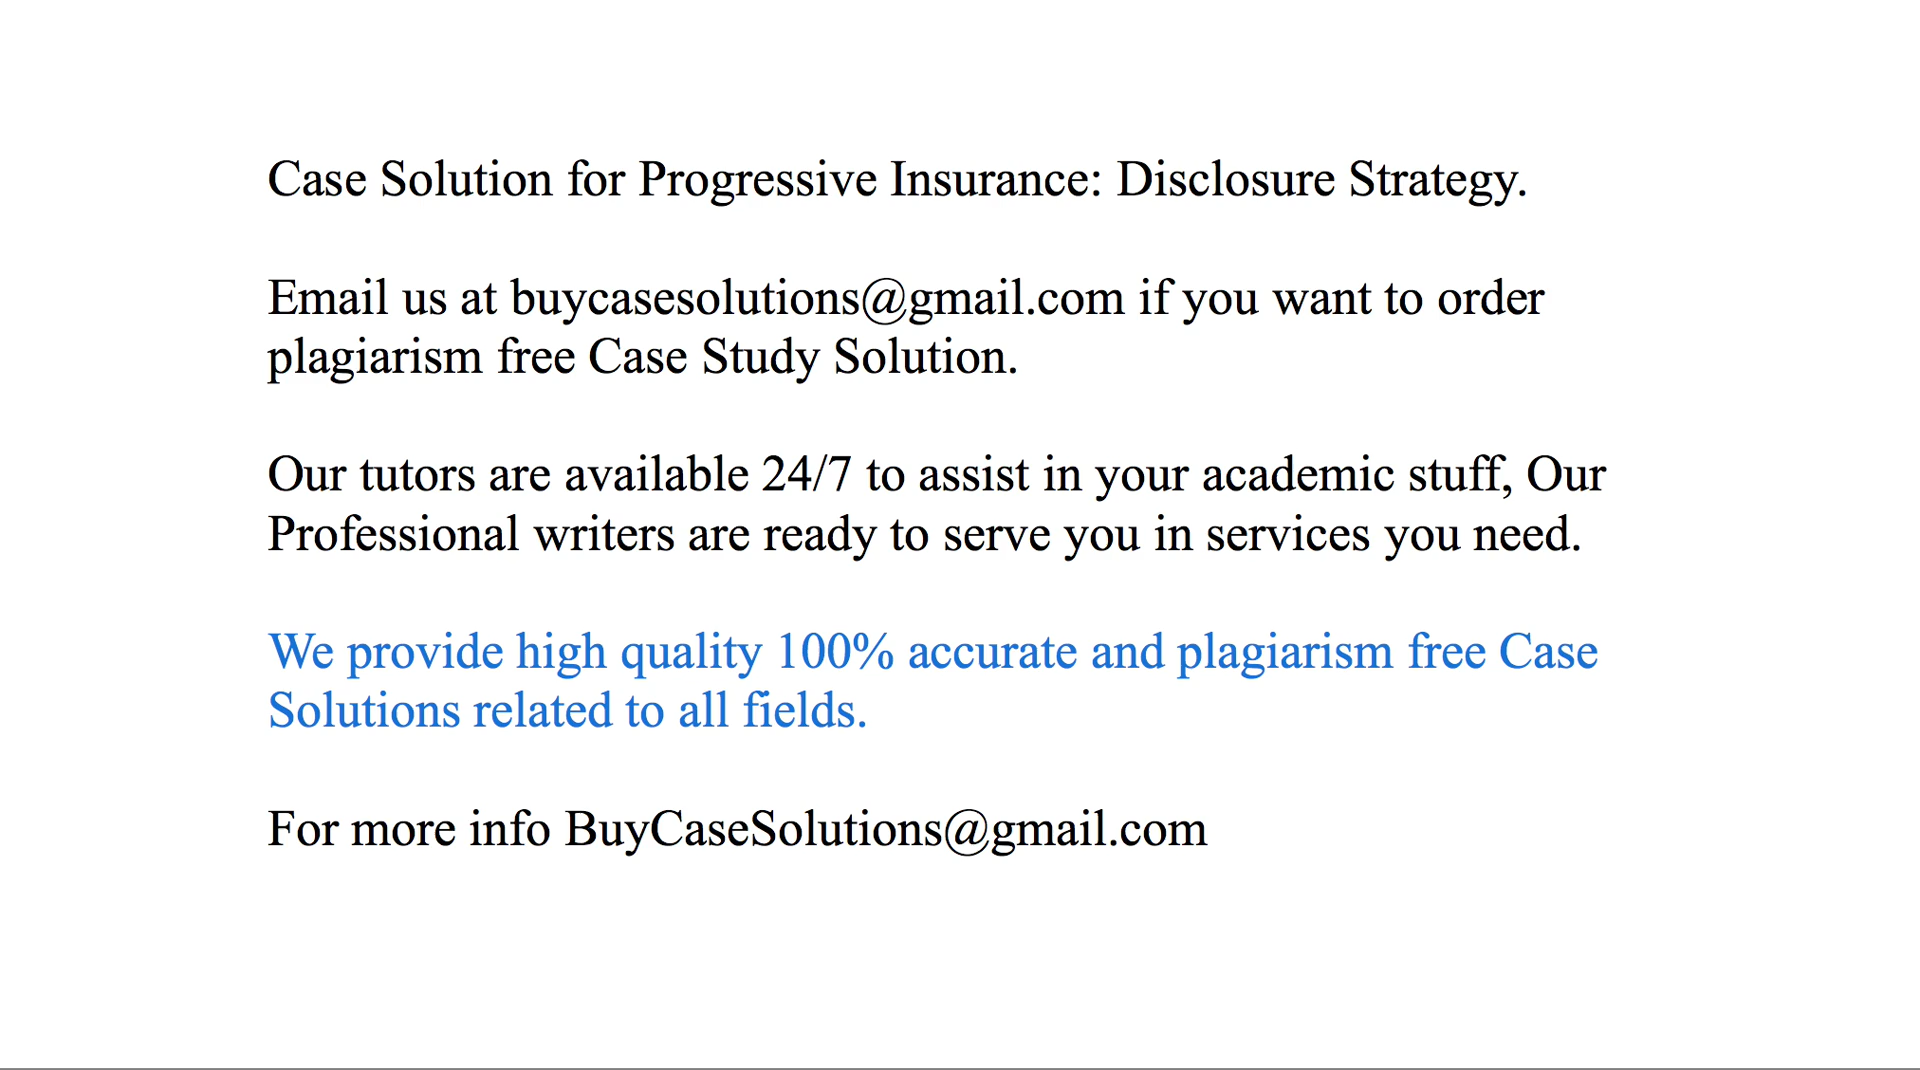 Case Solution for Progressive Insurance: Disclosure Strategy.
Email us at buycasesolutions@gmail.com if you want to order
plagiarism free Case Study Solution.
Our tutors are available 24/7 to assist in your academic stuff, Our
Professional writers are ready to serve you in services you need.
We provide high quality 100% accurate and plagiarism free Case
Solutions related to all fields.
For more info BuyCaseSolutions@gmail.com